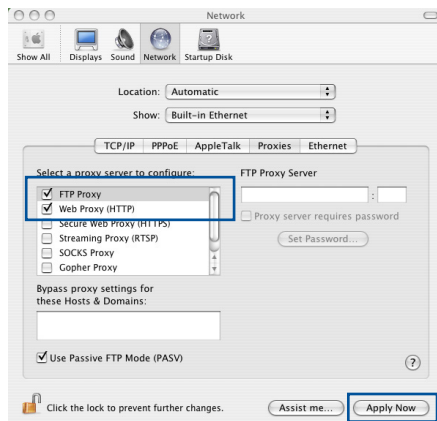 Network
Show All Displays Sound Network Startup Disk
Location: Automatic
Show: Built-in Ethernet
TCP/IP PPPoE AppleTalk Proxies Ethernet
Select a proxy server to configure:
FTP Proxy
Web Proxy (HTTP)
Secure Web Proxy (HTTPS)
Streaming Proxy (RTSP)
SOCKS Proxy
Gopher Proxy
FTP Proxy Server
:
Proxy server requires password
Set Password...
Bypass proxy settings for
these Hosts & Domains:
Use Passive FTP Mode (PASV)
?
Click the lock to prevent further changes.
Assist me... Apply Now